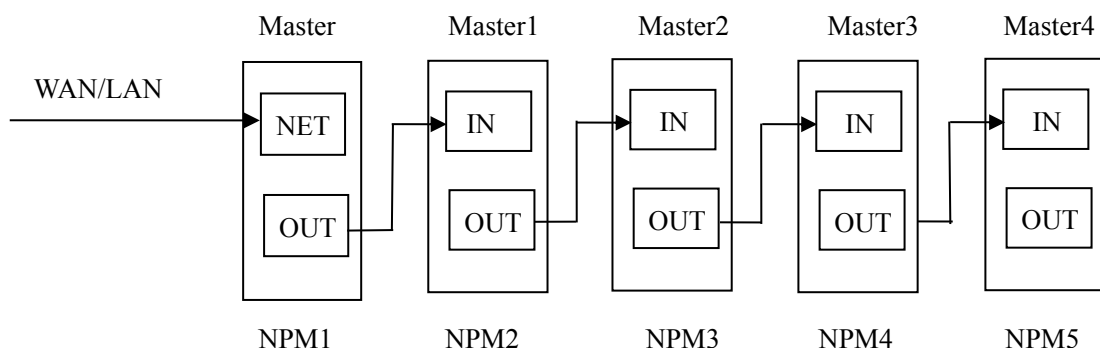 Master Master1 Master2 Master3 Master4
WAN/LAN
NET IN IN IN IN
OUT OUT OUT OUT OUT
NPM1 NPM2 NPM3 NPM4 NPM5